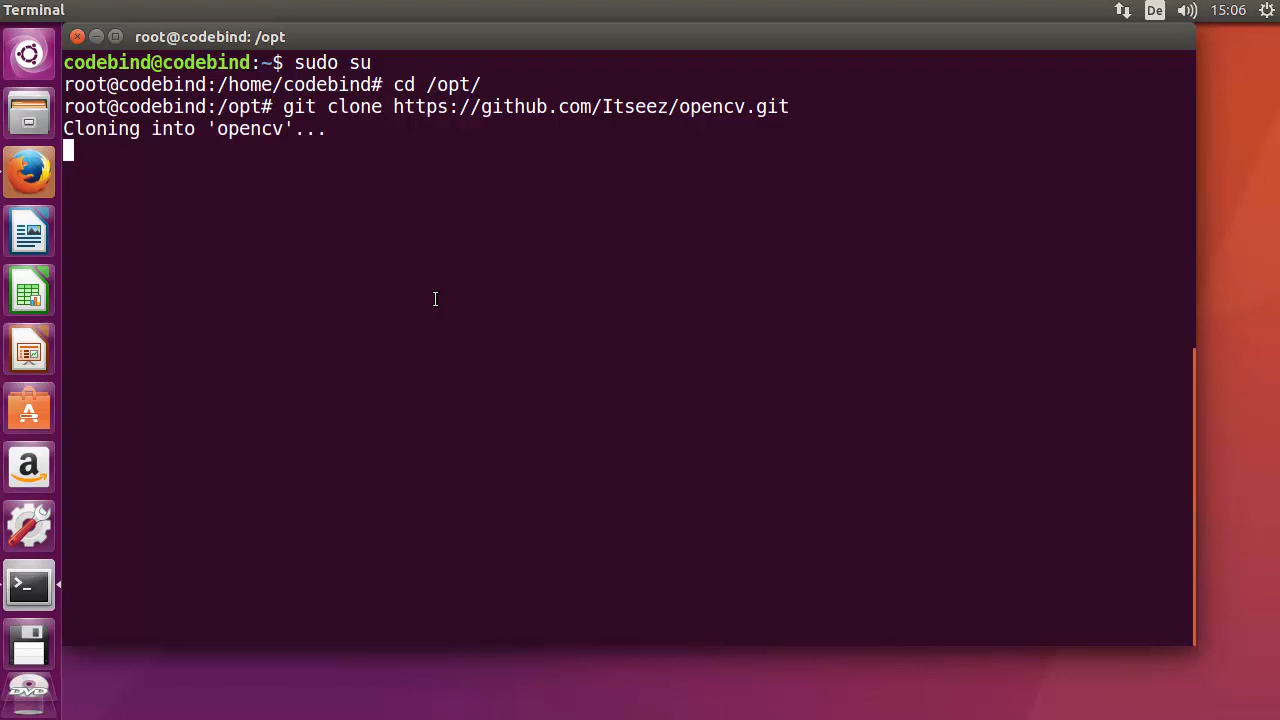 Terminal
De
15:06
root@codebind: /opt
codebind@codebind:~$ sudo su
root@codebind:/home/codebind# cd /opt/
root@codebind:/opt# git clone https://github.com/Itseez/opencv.git
Cloning into 'opencv'...
A
a
>_
DVD